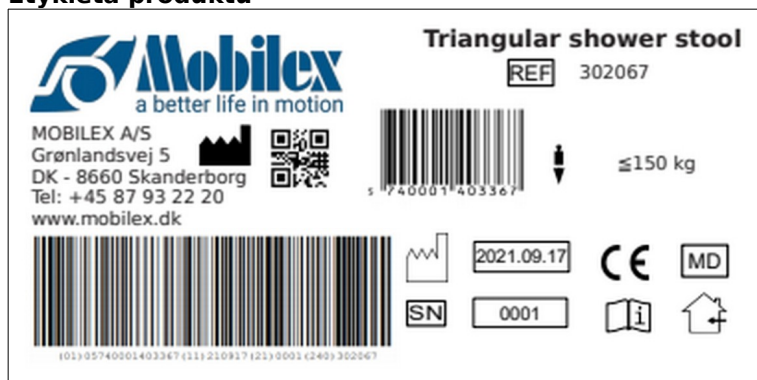 Etykieta produktu
Mobilex
a better life in motion
MOBILEX A/S
Grønlandsvej 5
DK - 8660 Skanderborg
Tel: +45 87 93 22 20
www.mobilex.dk
Triangular shower stool
REF 302067
5 740001 403367
≦150 kg
2021.09.17
CE
MD
SN 0001
i
(01)05740001403367(11)210917(21)0001(240)302067